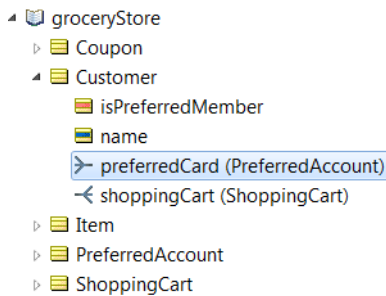 groceryStore
Coupon
Customer
isPreferredMember
name
preferredCard (PreferredAccount)
shoppingCart (ShoppingCart)
Item
PreferredAccount
ShoppingCart